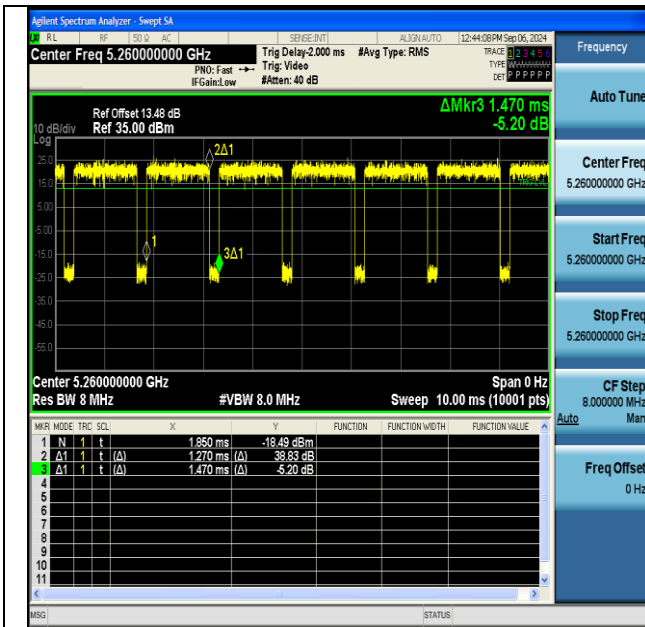 Agilent Spectrum Analyzer - Swept SA
RL RF 50 Ω AC SENSE:INT ALIGN AUTO 12:44:08 PM Sep 06, 2024
Center Freq 5.260000000 GHz
Trig Delay-2.000 ms #Avg Type: RMS TRACE 1 2 3 4 5 6
PNO: Fast Trig: Video TYPE
IFGain:Low #Atten: 40 dB DET P P P P P P
Frequency
Auto Tune
Ref Offset 13.48 dB
10 dB/div Ref 35.00 dBm
ΔMkr3 1.470 ms
-5.20 dB
Log
25.0
15.0
5.00
-5.00
-15.0
-25.0
-35.0
-45.0
-55.0
2Δ1
1
3Δ1
TRIG LVL
Center Freq
5.260000000 GHz
Start Freq
5.260000000 GHz
Stop Freq
5.260000000 GHz
CF Step
8.000000 MHz
Auto Man
Freq Offset
0 Hz
Center 5.260000000 GHz Span 0 Hz
Res BW 8 MHz #VBW 8.0 MHz Sweep 10.00 ms (10001 pts)
MKR MODE TRC SCL X Y FUNCTION FUNCTION WIDTH FUNCTION VALUE
1 N 1 t 1.850 ms -18.49 dBm
2 Δ1 1 t (Δ) 1.270 ms (Δ) 38.83 dB
3 Δ1 1 t (Δ) 1.470 ms (Δ) -5.20 dB
4
5
6
7
8
9
10
11
MSG STATUS